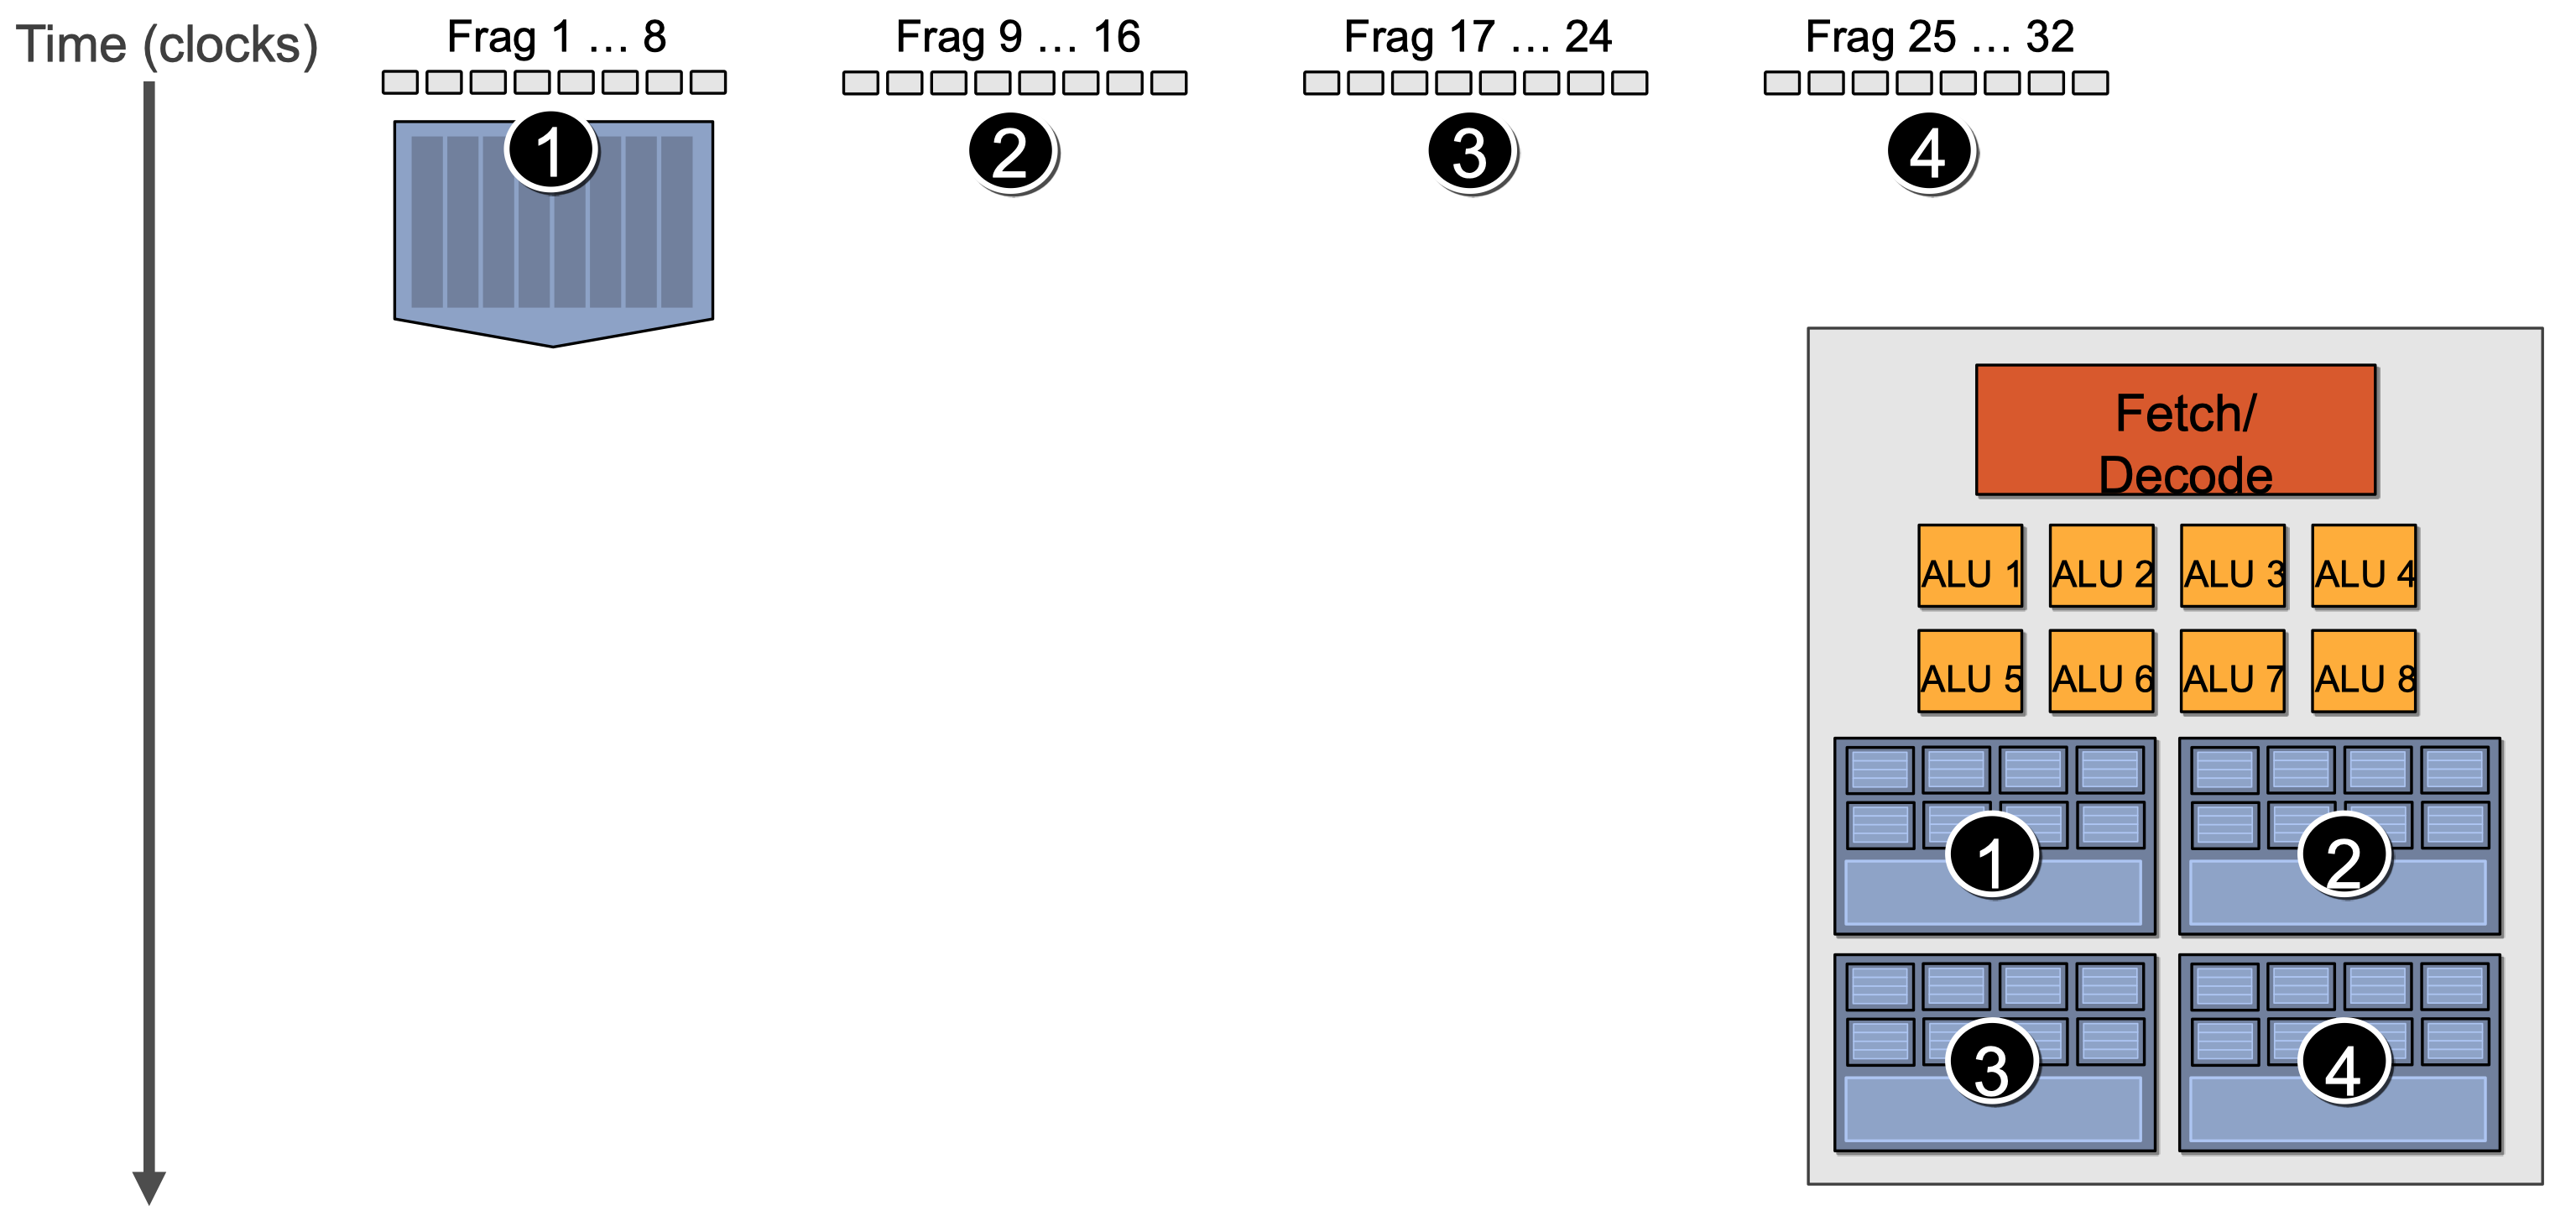 Time (clocks)
Frag 1 … 8
Frag 9 … 16
Frag 17 … 24
Frag 25 … 32
1
2
3
4
Fetch/
Decode
ALU 1
ALU 2
ALU 3
ALU 4
ALU 5
ALU 6
ALU 7
ALU 8
1
2
3
4